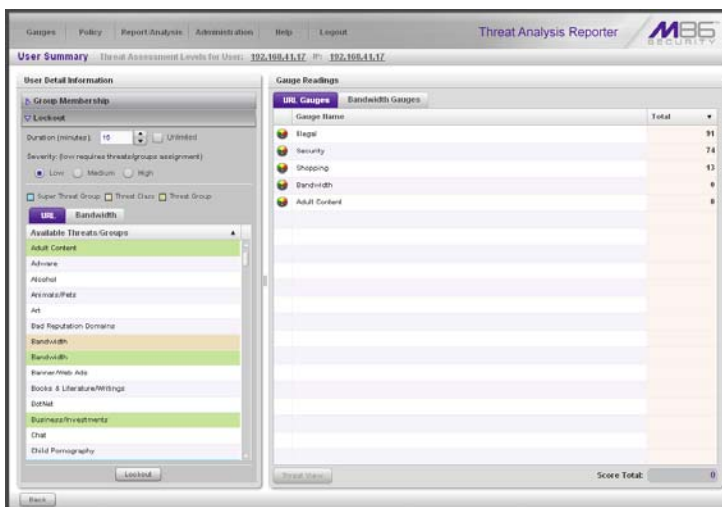 Gauges Policy Report/Analysis Administration Help Logout
Threat Analysis Reporter
M86 SECURITY
User Summary Threat Assessment Levels for User: 192.168.41.17 IP: 192.168.41.17
User Detail Information
Group Membership
Lockout
Duration (minutes): 15 Unlimited
Severity: (low requires threats/groups assignment)
Low Medium High
Super Threat Group Threat Class Threat Group
URL Bandwidth
Available Threats/Groups
Adult Content
Adware
Alcohol
Animals/Pets
Art
Bad Reputation Domains
Bandwidth
Bandwidth
Banner/Web Ads
Books & Literature/Writings
BotNet
Business/Investments
Chat
Child Pornography
Lockout
Back
Gauge Readings
URL Gauges Bandwidth Gauges
Gauge Name Total
Illegal 91
Security 74
Shopping 13
Bandwidth 0
Adult Content 0
Threat View
Score Total: 0